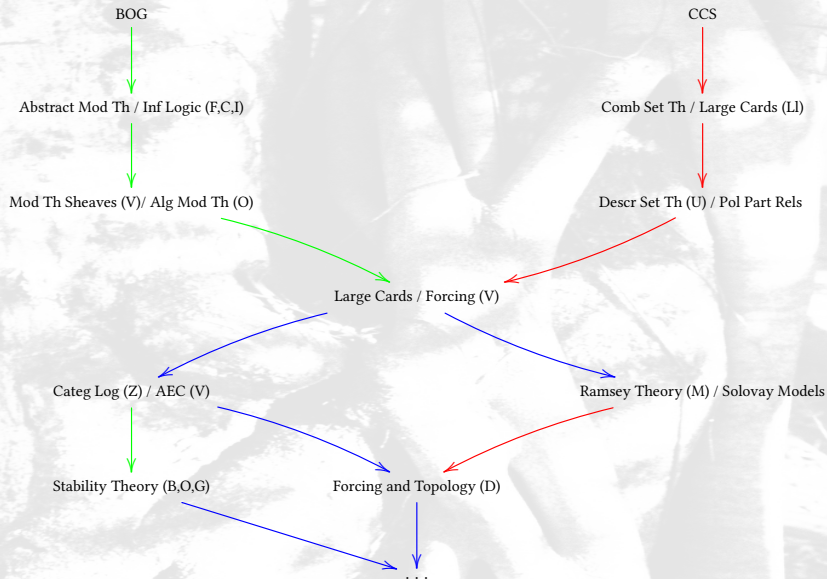 BOG
CCS
Abstract Mod Th / Inf Logic (F,C,I)
Comb Set Th / Large Cards (Ll)
Mod Th Sheaves (V)/ Alg Mod Th (O)
Descr Set Th (U) / Pol Part Rels
Large Cards / Forcing (V)
Categ Log (Z) / AEC (V)
Ramsey Theory (M) / Solovay Models
Stability Theory (B,O,G)
Forcing and Topology (D)
...